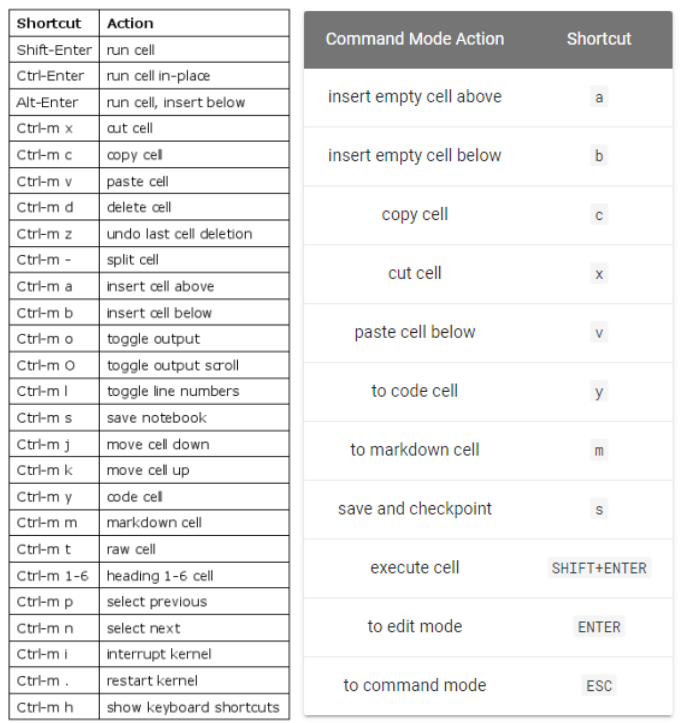 Shortcut Action
Shift-Enter run cell
Ctrl-Enter run cell in-place
Alt-Enter run cell, insert below
Ctrl-m x cut cell
Ctrl-m c copy cell
Ctrl-m v paste cell
Ctrl-m d delete cell
Ctrl-m z undo last cell deletion
Ctrl-m - split cell
Ctrl-m a insert cell above
Ctrl-m b insert cell below
Ctrl-m o toggle output
Ctrl-m O toggle output scroll
Ctrl-m l toggle line numbers
Ctrl-m s save notebook
Ctrl-m j move cell down
Ctrl-m k move cell up
Ctrl-m y code cell
Ctrl-m m markdown cell
Ctrl-m t raw cell
Ctrl-m 1-6 heading 1-6 cell
Ctrl-m p select previous
Ctrl-m n select next
Ctrl-m i interrupt kernel
Ctrl-m . restart kernel
Ctrl-m h show keyboard shortcuts
Command Mode Action Shortcut
insert empty cell above a
insert empty cell below b
copy cell c
cut cell x
paste cell below v
to code cell y
to markdown cell m
save and checkpoint s
execute cell SHIFT+ENTER
to edit mode ENTER
to command mode ESC